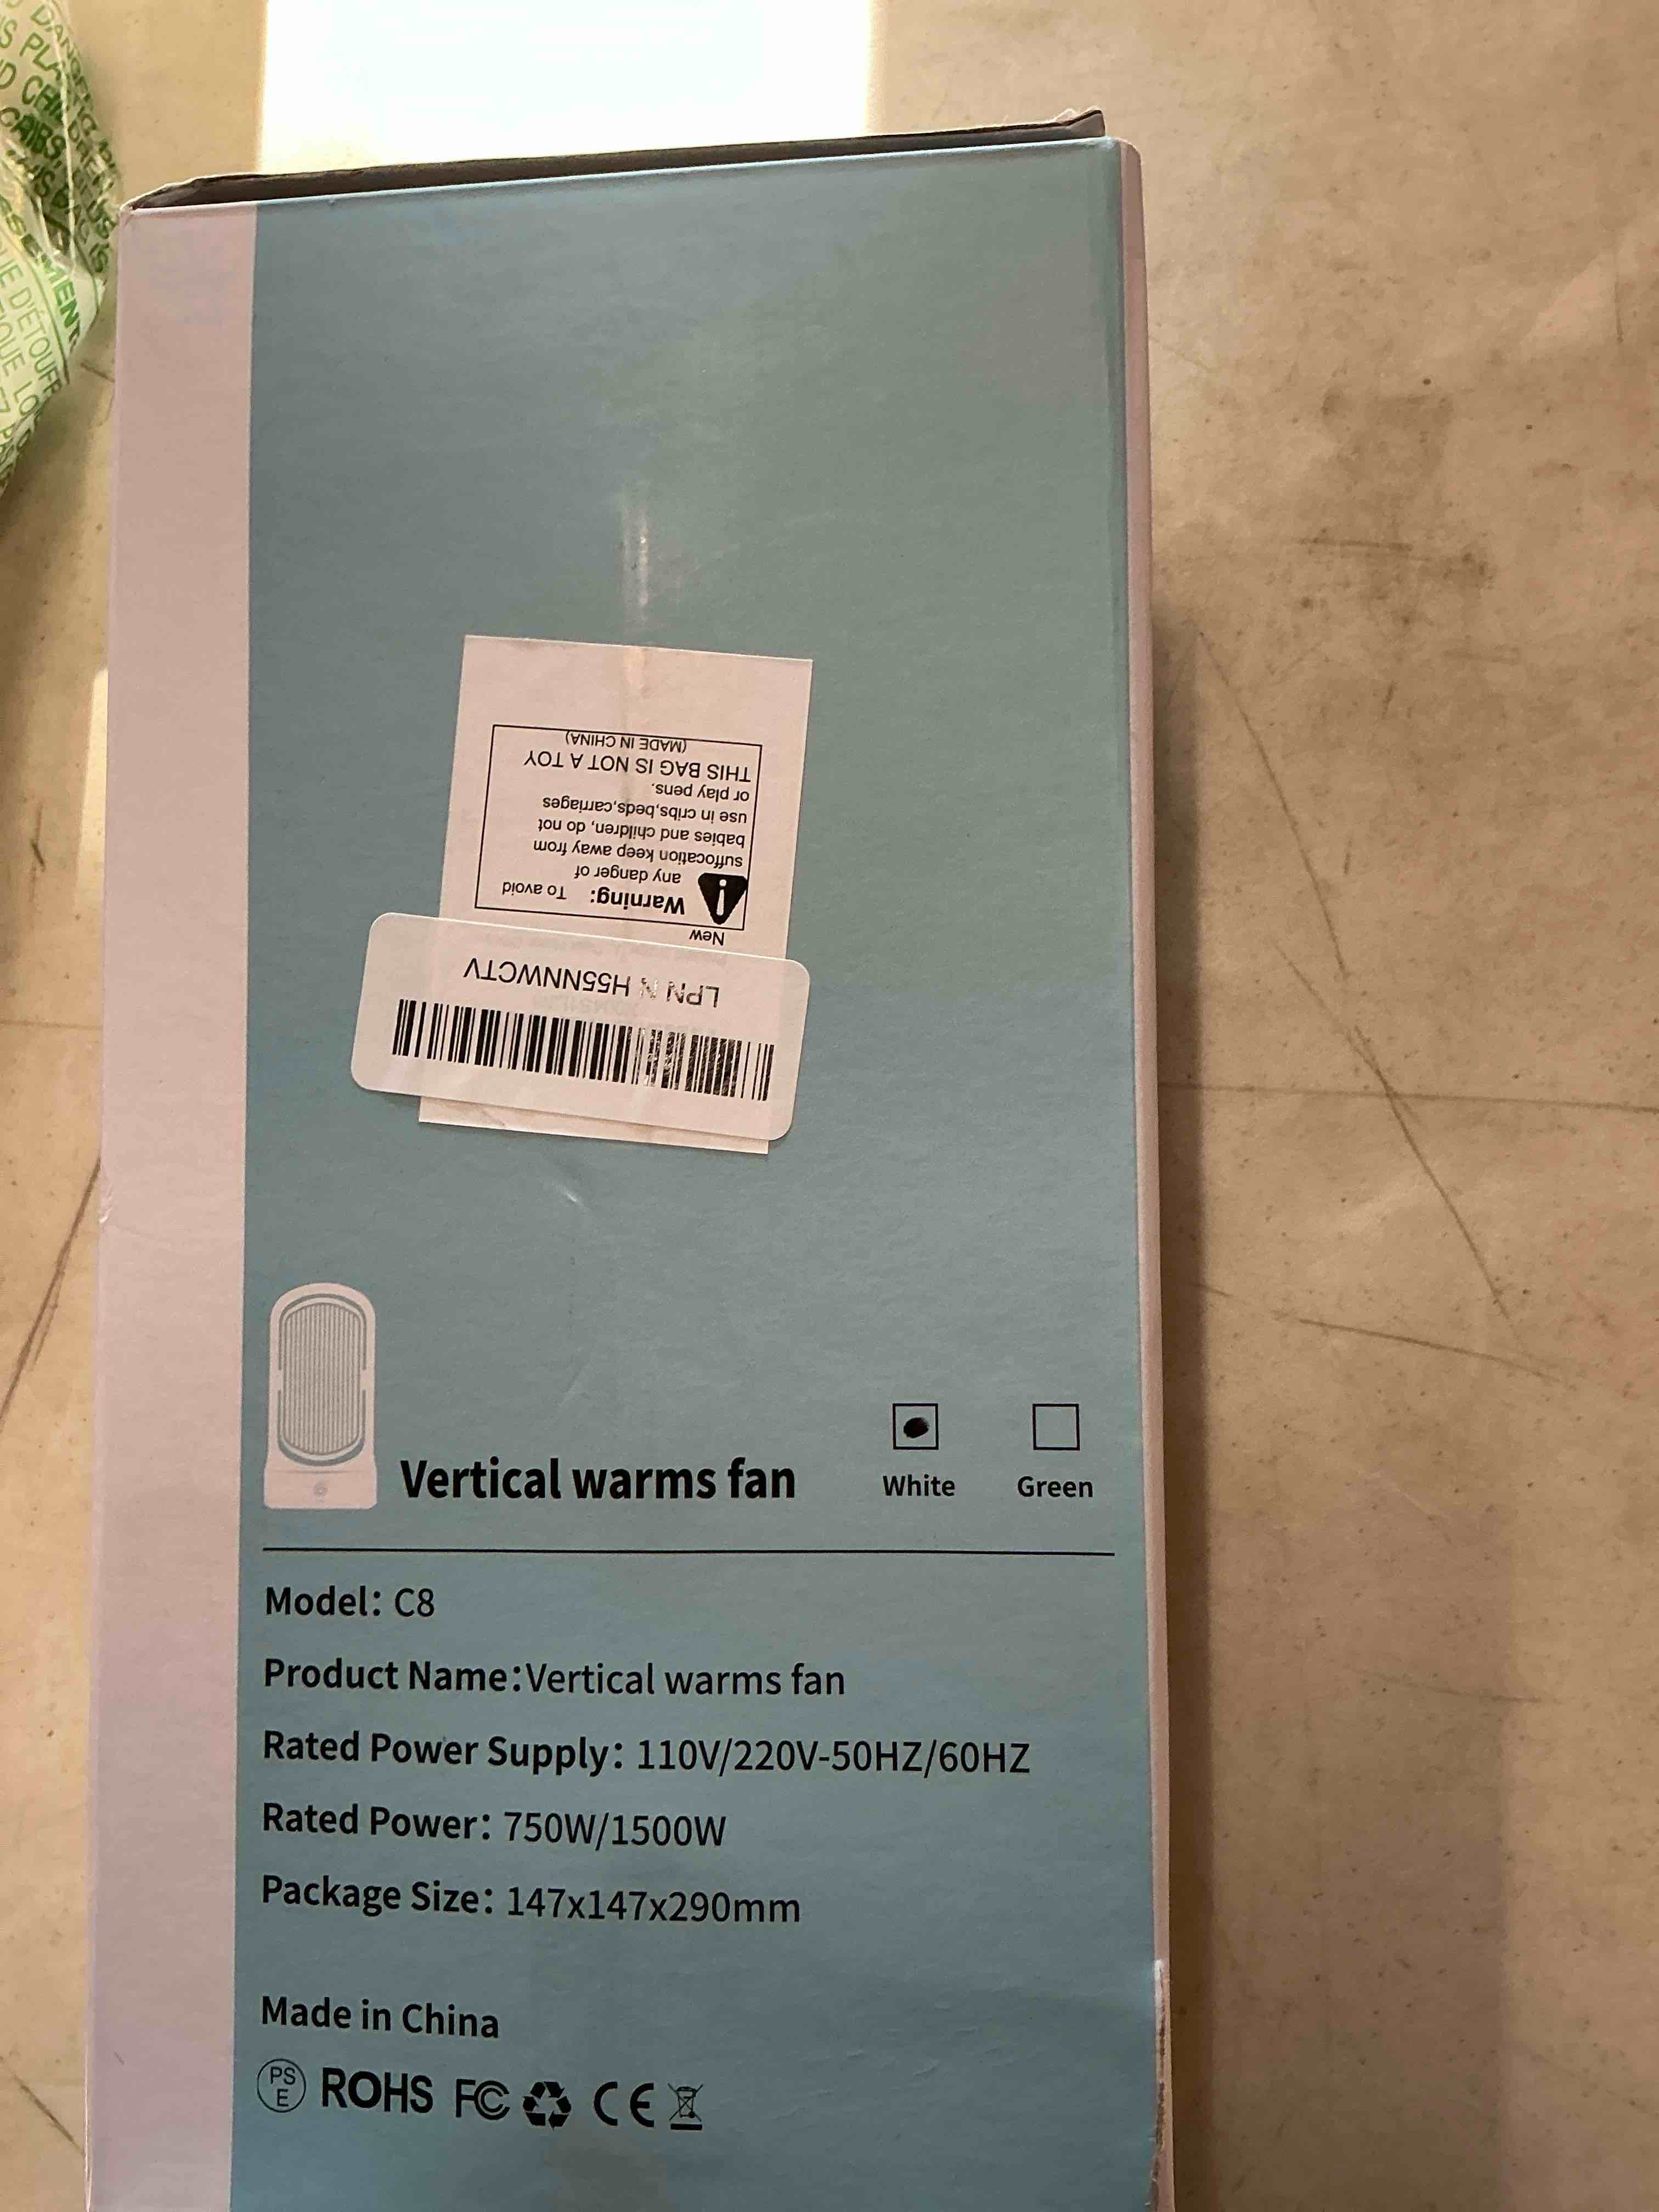 Warning: To avoid
any danger of
suffocation keep away from
babies and children, do not
use in cribs,beds,carriages
or play pens.
THIS BAG IS NOT A TOY
(MADE IN CHINA)
New
LPN N H55NNWCTV
Vertical warms fan
White
Green
Model: C8
Product Name:Vertical warms fan
Rated Power Supply: 110V/220V-50HZ/60HZ
Rated Power: 750W/1500W
Package Size: 147x147x290mm
Made in China
PS
E
ROHS FC CE